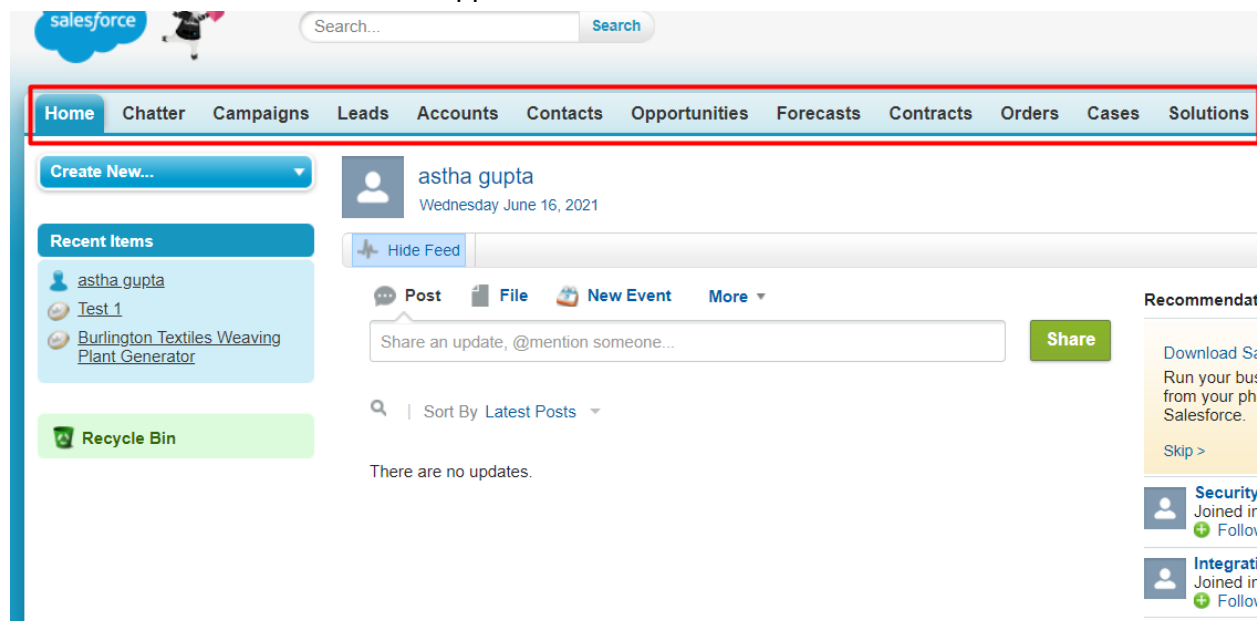 salesforce
Search...
Search
Home Chatter Campaigns Leads Accounts Contacts Opportunities Forecasts Contracts Orders Cases Solutions
Create New...
astha gupta
Wednesday June 16, 2021
Recent Items
Hide Feed
astha gupta
Test 1
Burlington Textiles Weaving
Plant Generator
Post File New Event More
Share an update, @mention someone...
Share
Sort By Latest Posts
Recycle Bin
There are no updates.
Recommendat
Download Sa
Run your bus
from your ph
Salesforce.
Skip >
Security
Joined in
Follow
Integrati
Joined in
Follow